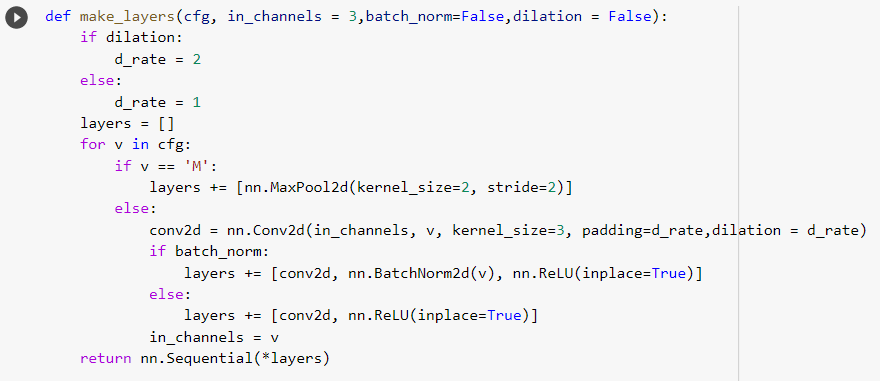 def make_layers(cfg, in_channels = 3,batch_norm=False,dilation = False):
    if dilation:
        d_rate = 2
    else:
        d_rate = 1
    layers = []
    for v in cfg:
        if v == 'M':
            layers += [nn.MaxPool2d(kernel_size=2, stride=2)]
        else:
            conv2d = nn.Conv2d(in_channels, v, kernel_size=3, padding=d_rate,dilation = d_rate)
            if batch_norm:
                layers += [conv2d, nn.BatchNorm2d(v), nn.ReLU(inplace=True)]
            else:
                layers += [conv2d, nn.ReLU(inplace=True)]
            in_channels = v
    return nn.Sequential(*layers)